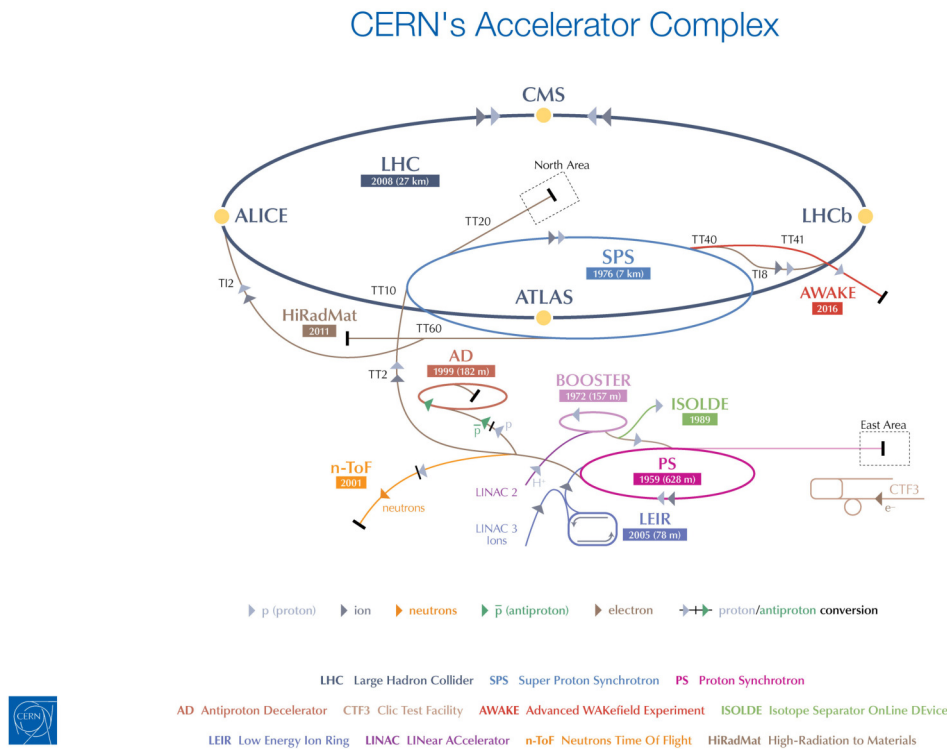 CERN's Accelerator Complex
CMS
LHC
2008 (27 km)
North Area
ALICE
LHCb
TT20
TT40
TT41
SPS
1976 (7 km)
TI8
TI2
TT10
ATLAS
AWAKE
2016
HiRadMat
2011
TT60
AD
1999 (182 m)
TT2
BOOSTER
1972 (157 m)
ISOLDE
1989
p̅
p
East Area
n-ToF
2001
PS
1959 (628 m)
LINAC 2
H⁺
neutrons
CTF3
e⁻
LEIR
2005 (78 m)
LINAC 3
Ions
p (proton) ion neutrons p̅ (antiproton) electron proton/antiproton conversion
LHC Large Hadron Collider SPS Super Proton Synchrotron PS Proton Synchrotron
AD Antiproton Decelerator CTF3 Clic Test Facility AWAKE Advanced WAKefield Experiment ISOLDE Isotope Separator OnLine DEvice
LEIR Low Energy Ion Ring LINAC LINear ACcelerator n-ToF Neutrons Time Of Flight HiRadMat High-Radiation to Materials
CERN